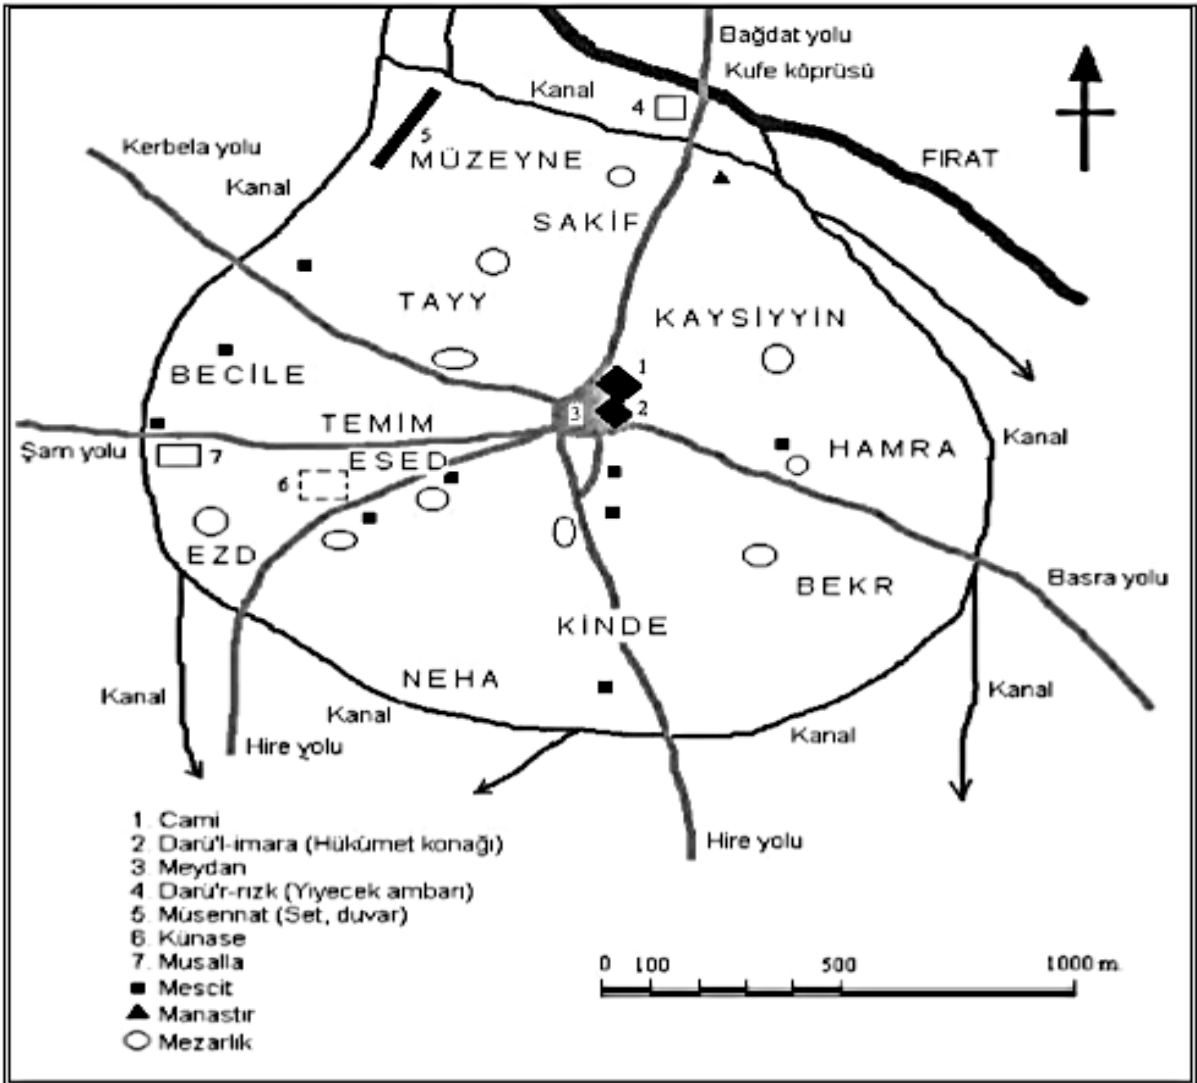 Bağdat yolu
Kufe köprüsü
Kanal
4
5
Kerbela yolu
MÜZEYNE
FIRAT
Kanal
SAKİF
TAYY
KAYSİYYİN
1
BECİLE
3
2
TEMİM
Kanal
Şam yolu
7
ESED
HAMRA
6
EZD
Basra yolu
BEKR
KİNDE
NEHA
Kanal
Kanal
Kanal
Kanal
Hire yolu
Hire yolu
1. Cami
2. Darü'l-imara (Hükümet konağı)
3. Meydan
4. Darü'r-rızk (Yiyecek ambarı)
5. Müsennat (Set, duvar)
6. Künase
7. Musalla
Mescit
Manastır
Mezarlık
0 100 500 1000 m.